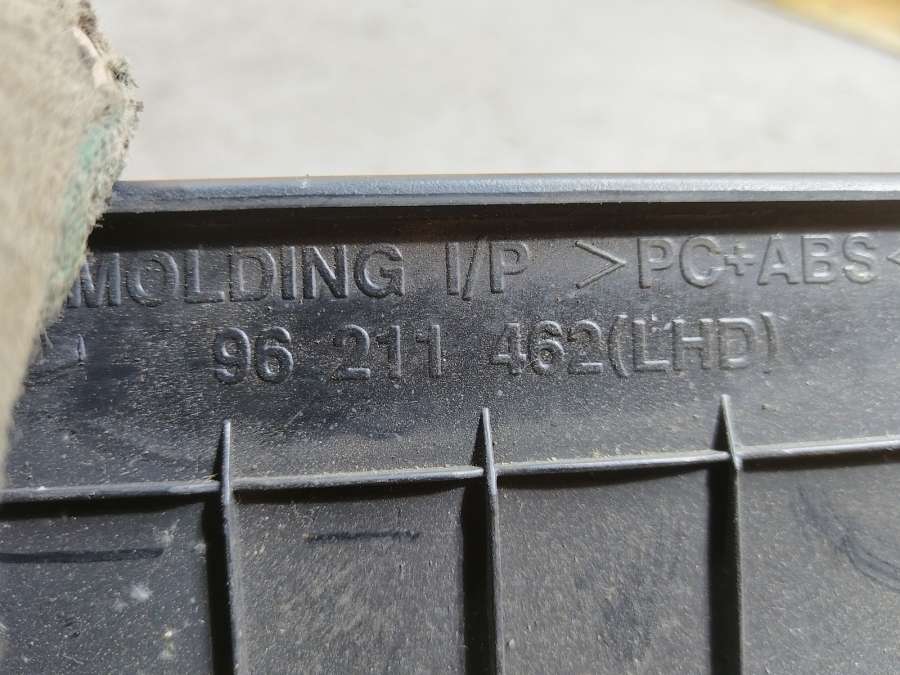 MOLDING I/P >PC+ABS<
96 211 462(LHD)